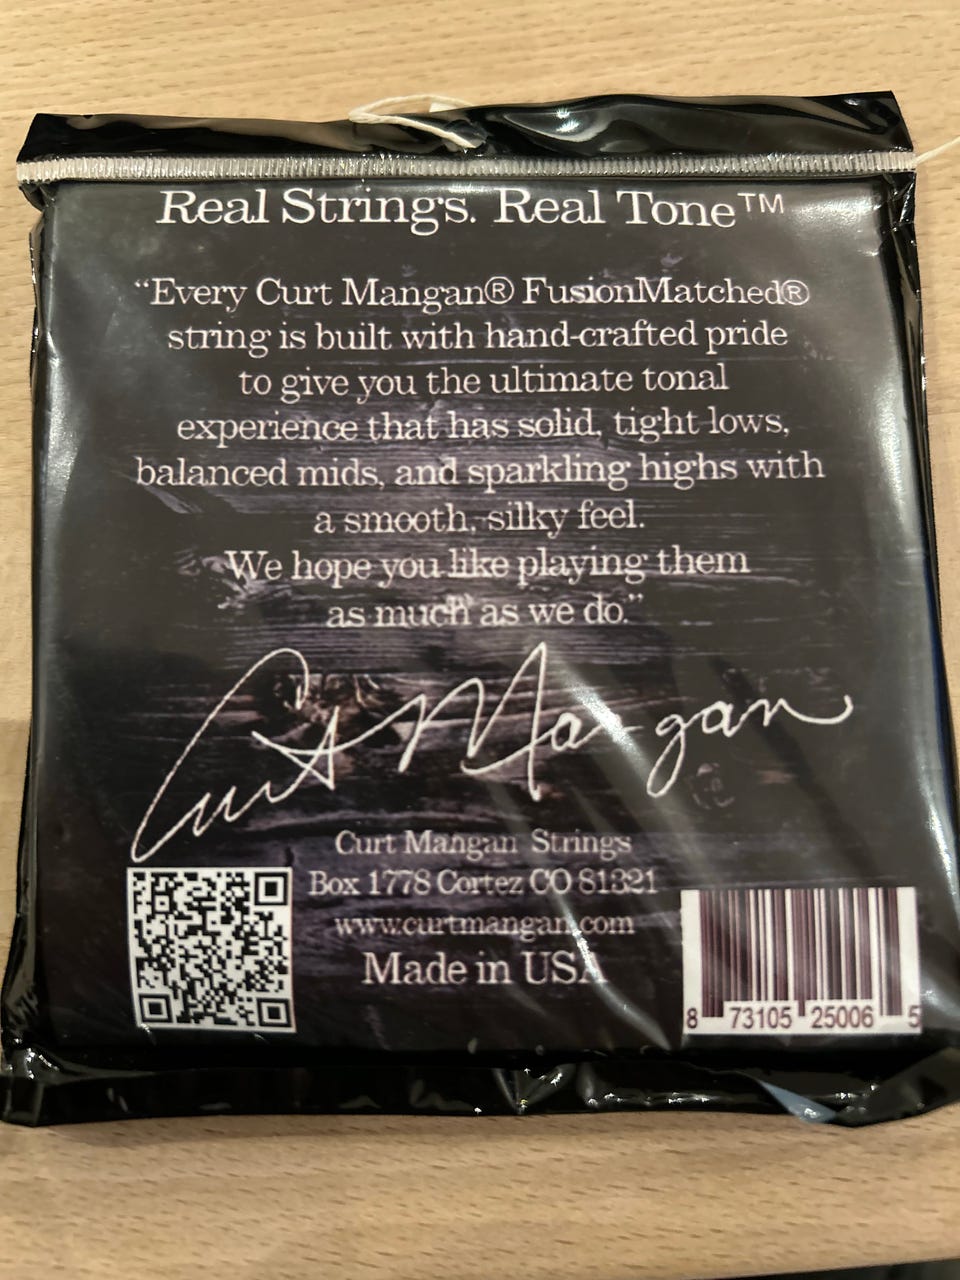 Real Strings. Real Tone™
“Every Curt Mangan® FusionMatched®
string is built with hand-crafted pride
to give you the ultimate tonal
experience that has solid, tight lows,
balanced mids, and sparkling highs with
a smooth, silky feel.
We hope you like playing them
as much as we do.”
Curt Mangan
Curt Mangan Strings
Box 1778 Cortez CO 81321
www.curtmangan.com
Made in USA
8 73105 25006 5